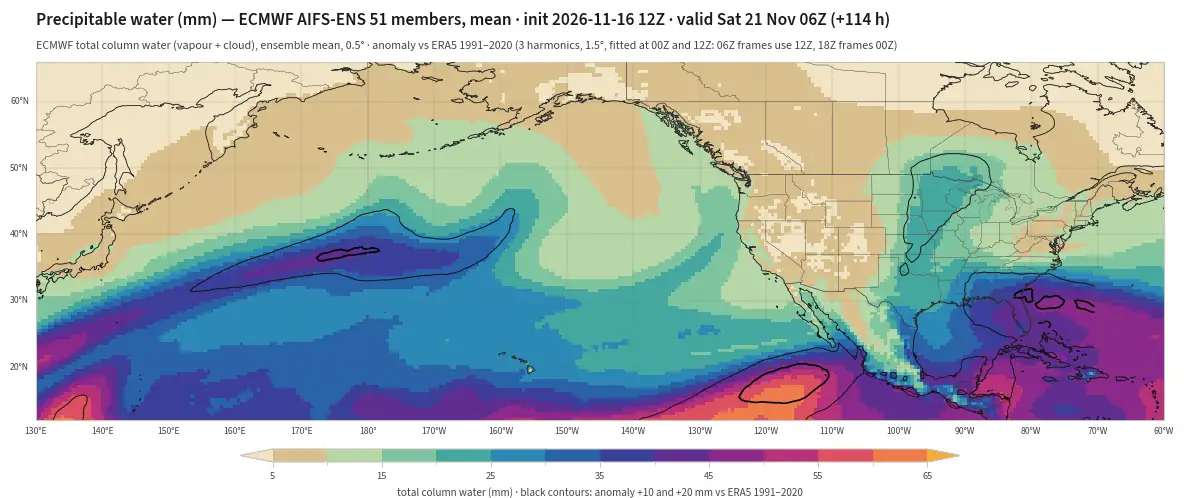 Precipitable water (mm) — ECMWF AIFS-ENS 51 members, mean · init 2026-11-16 12Z · valid Sat 21 Nov 06Z (+114 h)
ECMWF total column water (vapour + cloud), ensemble mean, 0.5° · anomaly vs ERA5 1991–2020 (3 harmonics, 1.5°, fitted at 00Z and 12Z: 06Z frames use 12Z, 18Z frames 00Z)
60°N
50°N
40°N
30°N
20°N
130°E 140°E 150°E 160°E 170°E 180° 170°W 160°W 150°W 140°W 130°W 120°W 110°W 100°W 90°W 80°W 70°W 60°W
5 15 25 35 45 55 65
total column water (mm) · black contours: anomaly +10 and +20 mm vs ERA5 1991–2020